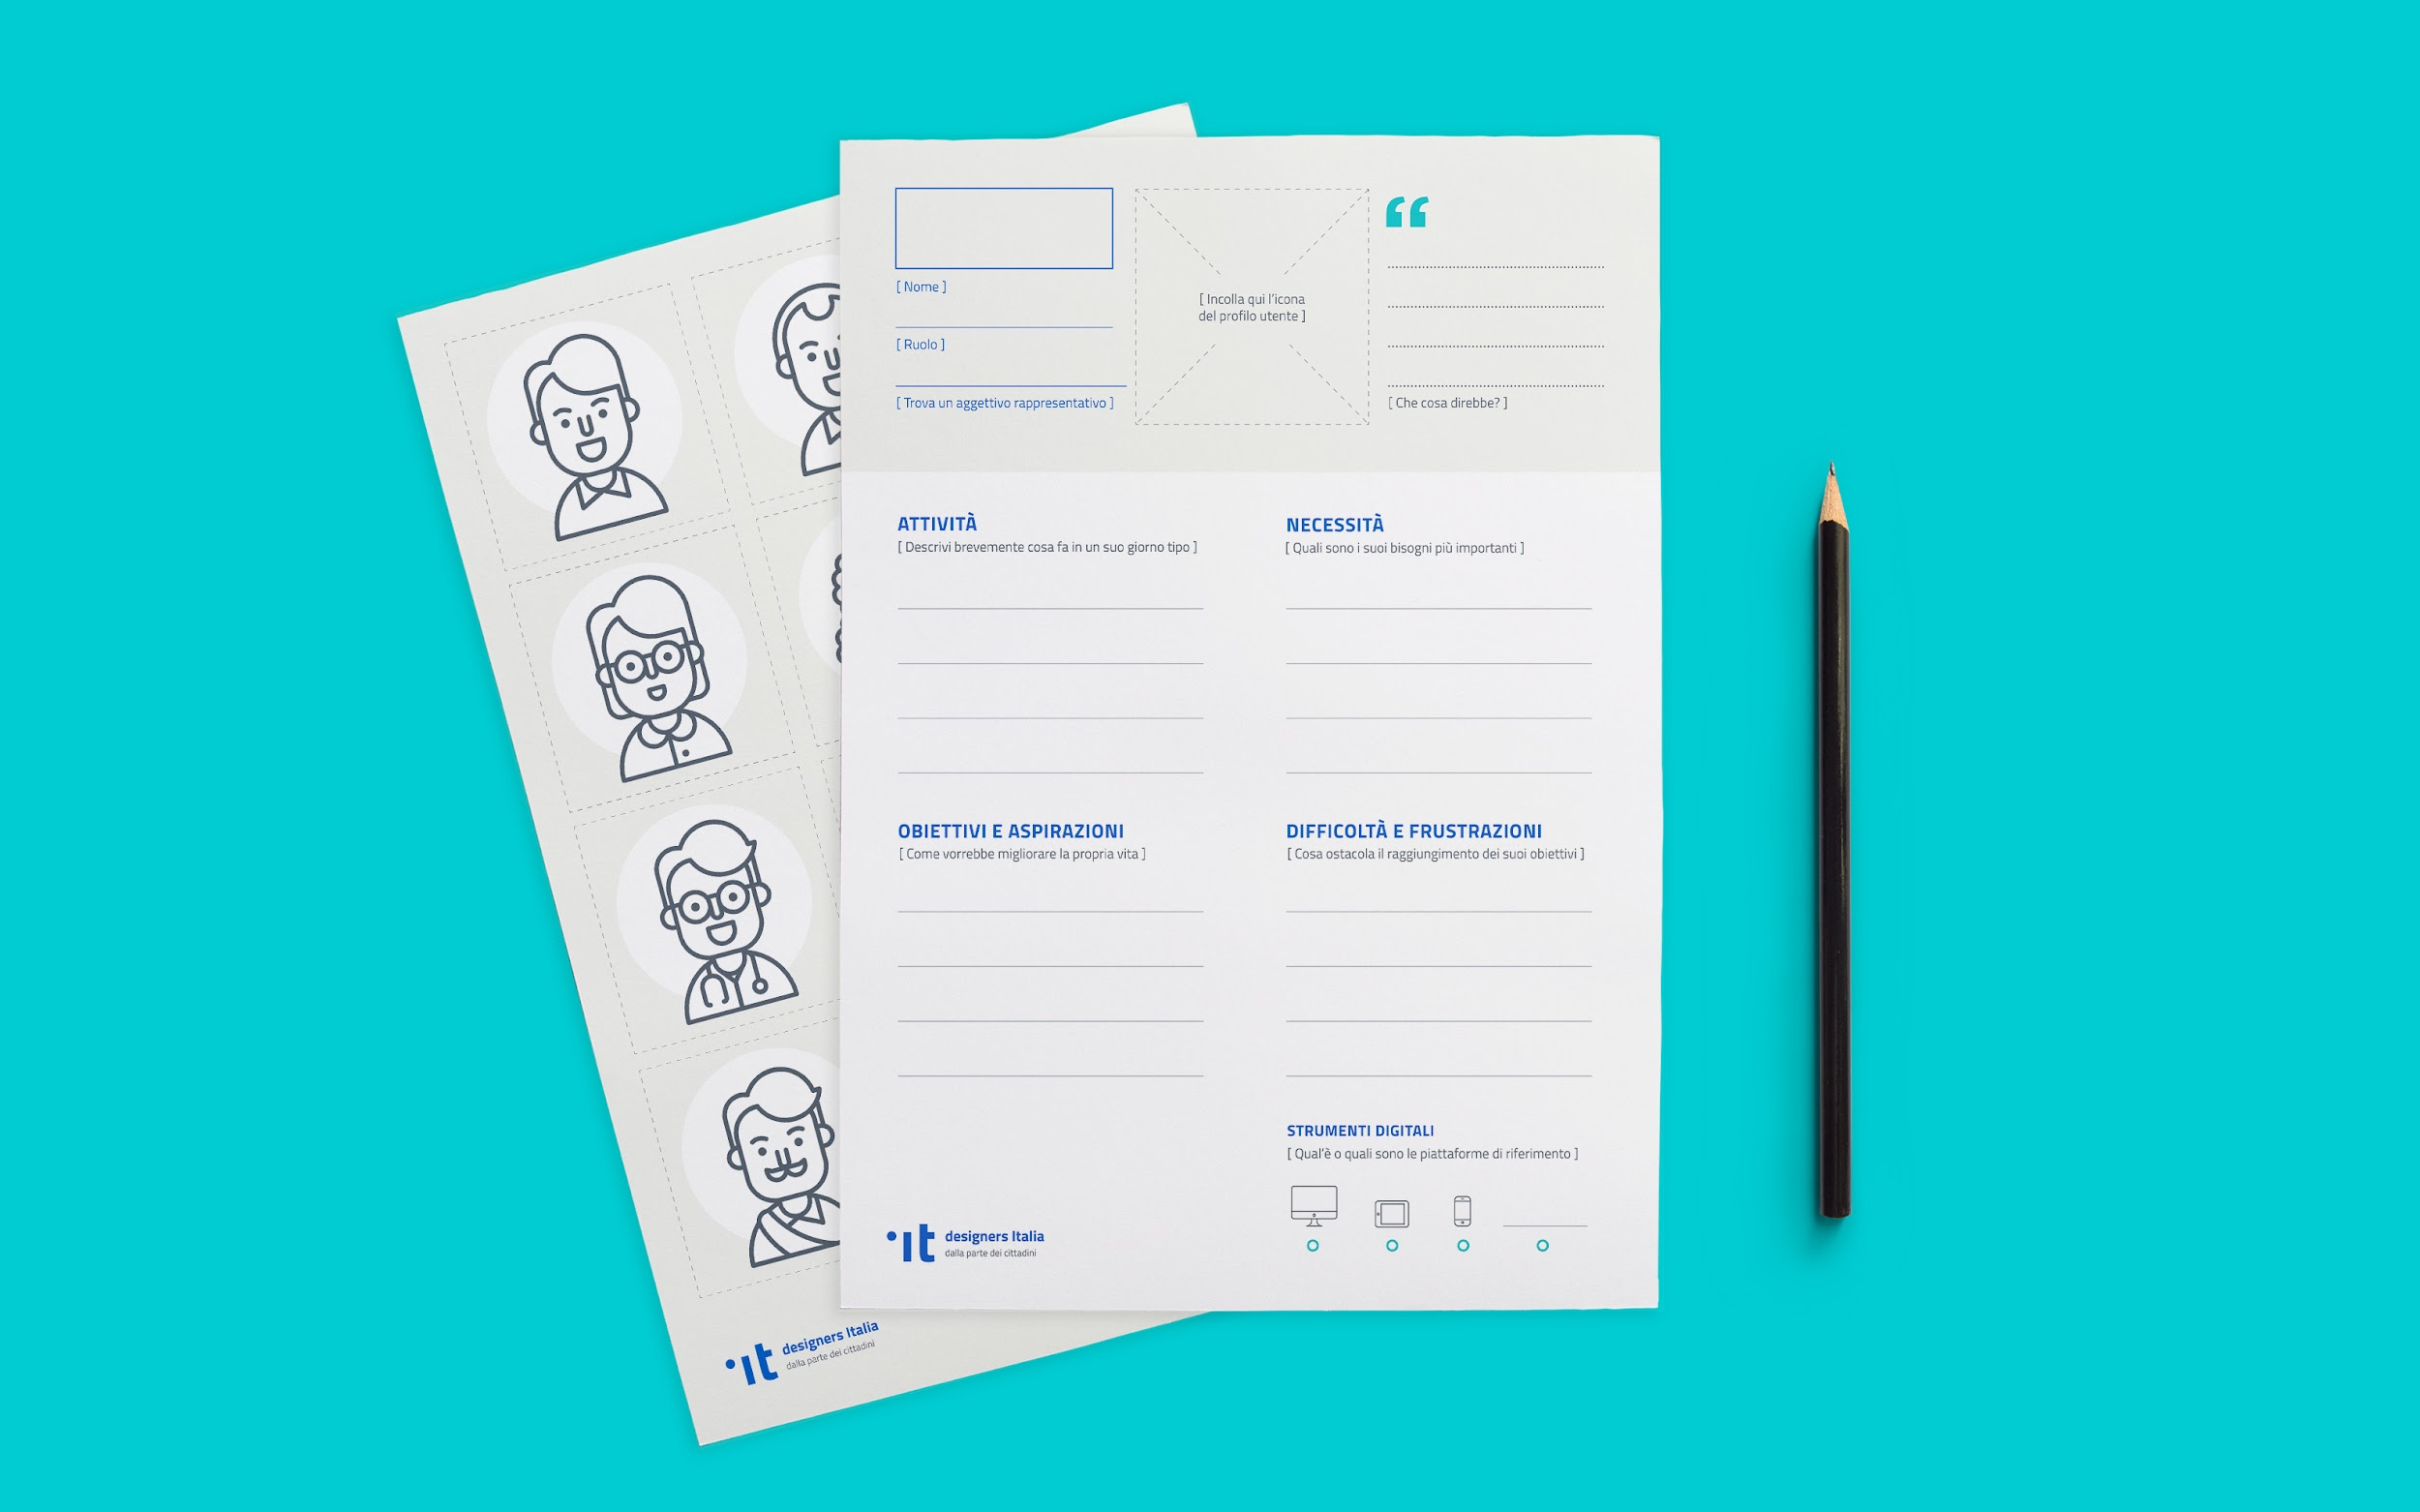 “
[ Nome ]
[ Ruolo ]
[ Trova un aggettivo rappresentativo ]
[ Incolla qui l’icona
del profilo utente ]
[ Che cosa direbbe? ]
ATTIVITÀ
[ Descrivi brevemente cosa fa in un suo giorno tipo ]
NECESSITÀ
[ Quali sono i suoi bisogni più importanti ]
OBIETTIVI E ASPIRAZIONI
[ Come vorrebbe migliorare la propria vita ]
DIFFICOLTÀ E FRUSTRAZIONI
[ Cosa ostacola il raggiungimento dei suoi obiettivi ]
STRUMENTI DIGITALI
[ Qual’è o quali sono le piattaforme di riferimento ]
it
designers Italia
dalla parte dei cittadini
it
designers Italia
dalla parte dei cittadini